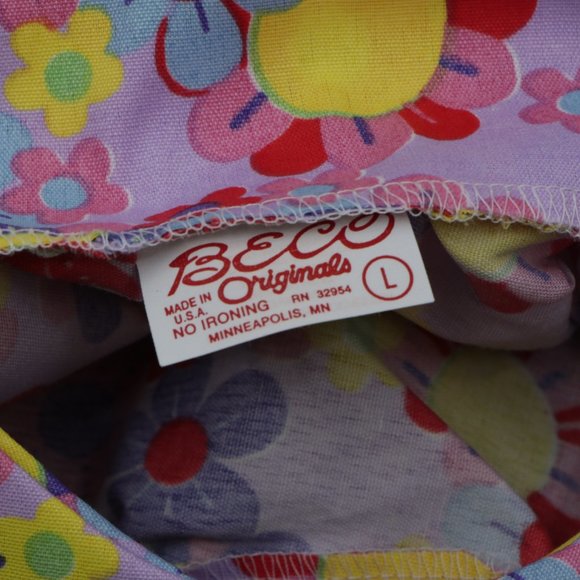 BECO
Originals
MADE IN
U.S.A.
RN 32954
L
NO IRONING
MINNEAPOLIS, MN